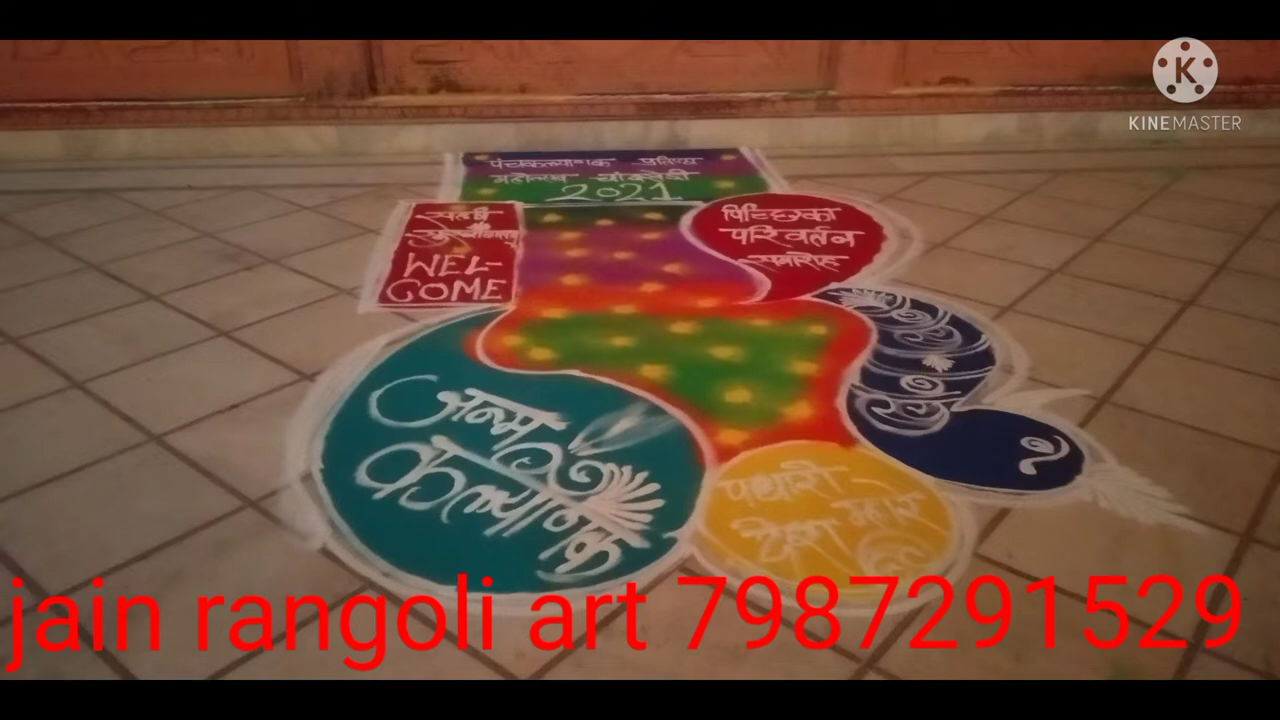 KINEMASTER
पंचकल्याणक प्रतिष्ठा
महोत्सव
2021
WEL-
COME
पिच्छिका
परिवर्तन
समारोह
जन्म
कल्याणक
पधारो
म्हारे
देश
jain rangoli art 7987291529